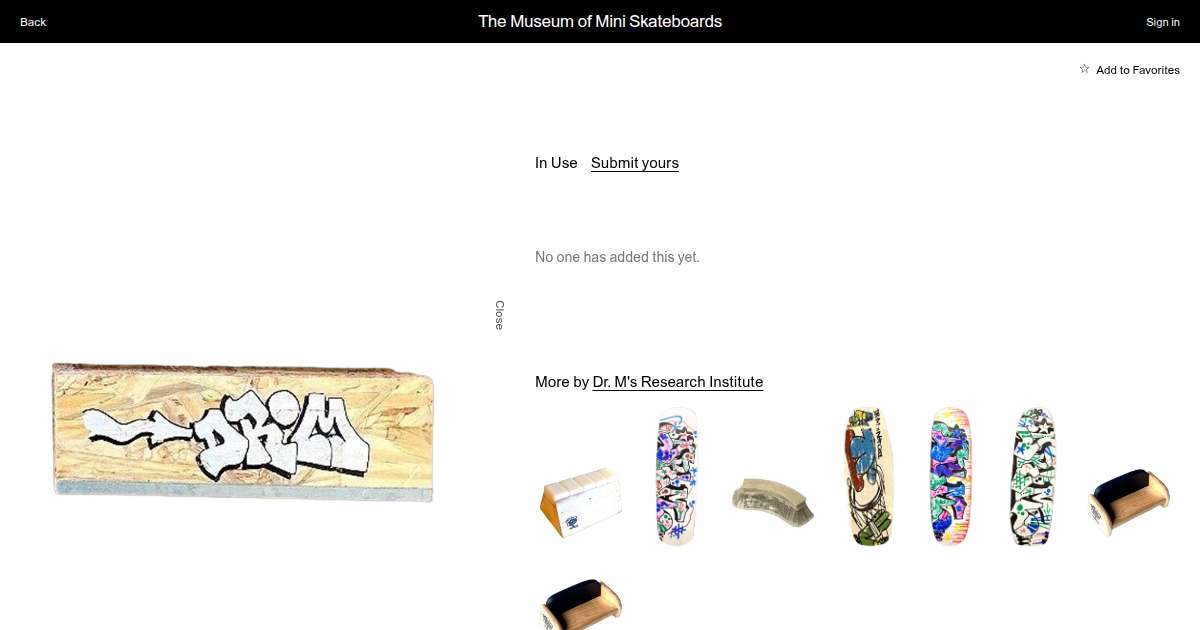 Back
The Museum of Mini Skateboards
Sign in
☆ Add to Favorites
In Use Submit yours
No one has added this yet.
Close
DRiM
More by Dr. M's Research Institute